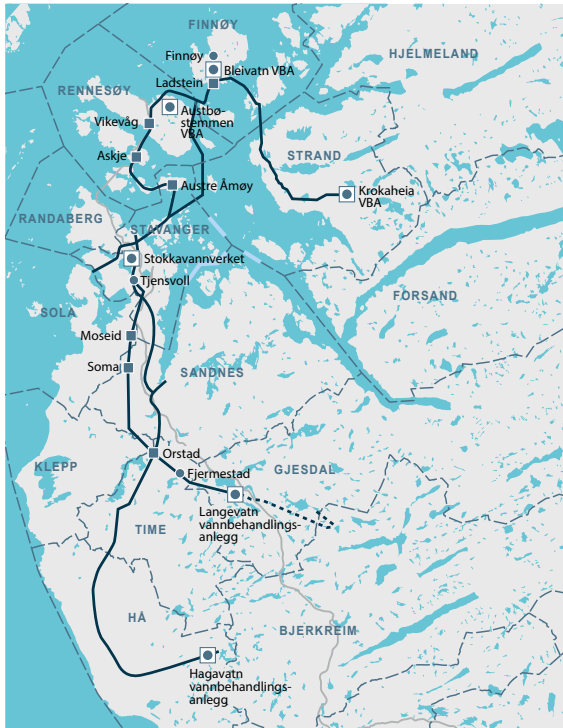 FINNØY
Finnøy
Bleivatn VBA
HJELMELAND
Ladstein
RENNESØY
Austbø-
stemmen
VBA
Vikevåg
STRAND
Askje
Austre Åmøy
Krokaheia
VBA
RANDABERG
STAVANGER
Stokkavannverket
Tjensvoll
FORSAND
SOLA
Moseid
Soma
SANDNES
Orstad
KLEPP
Fjermestad
GJESDAL
Langevatn
vannbehandlings-
anlegg
TIME
HÅ
BJERKREIM
Hagavatn
vannbehandlings-
anlegg